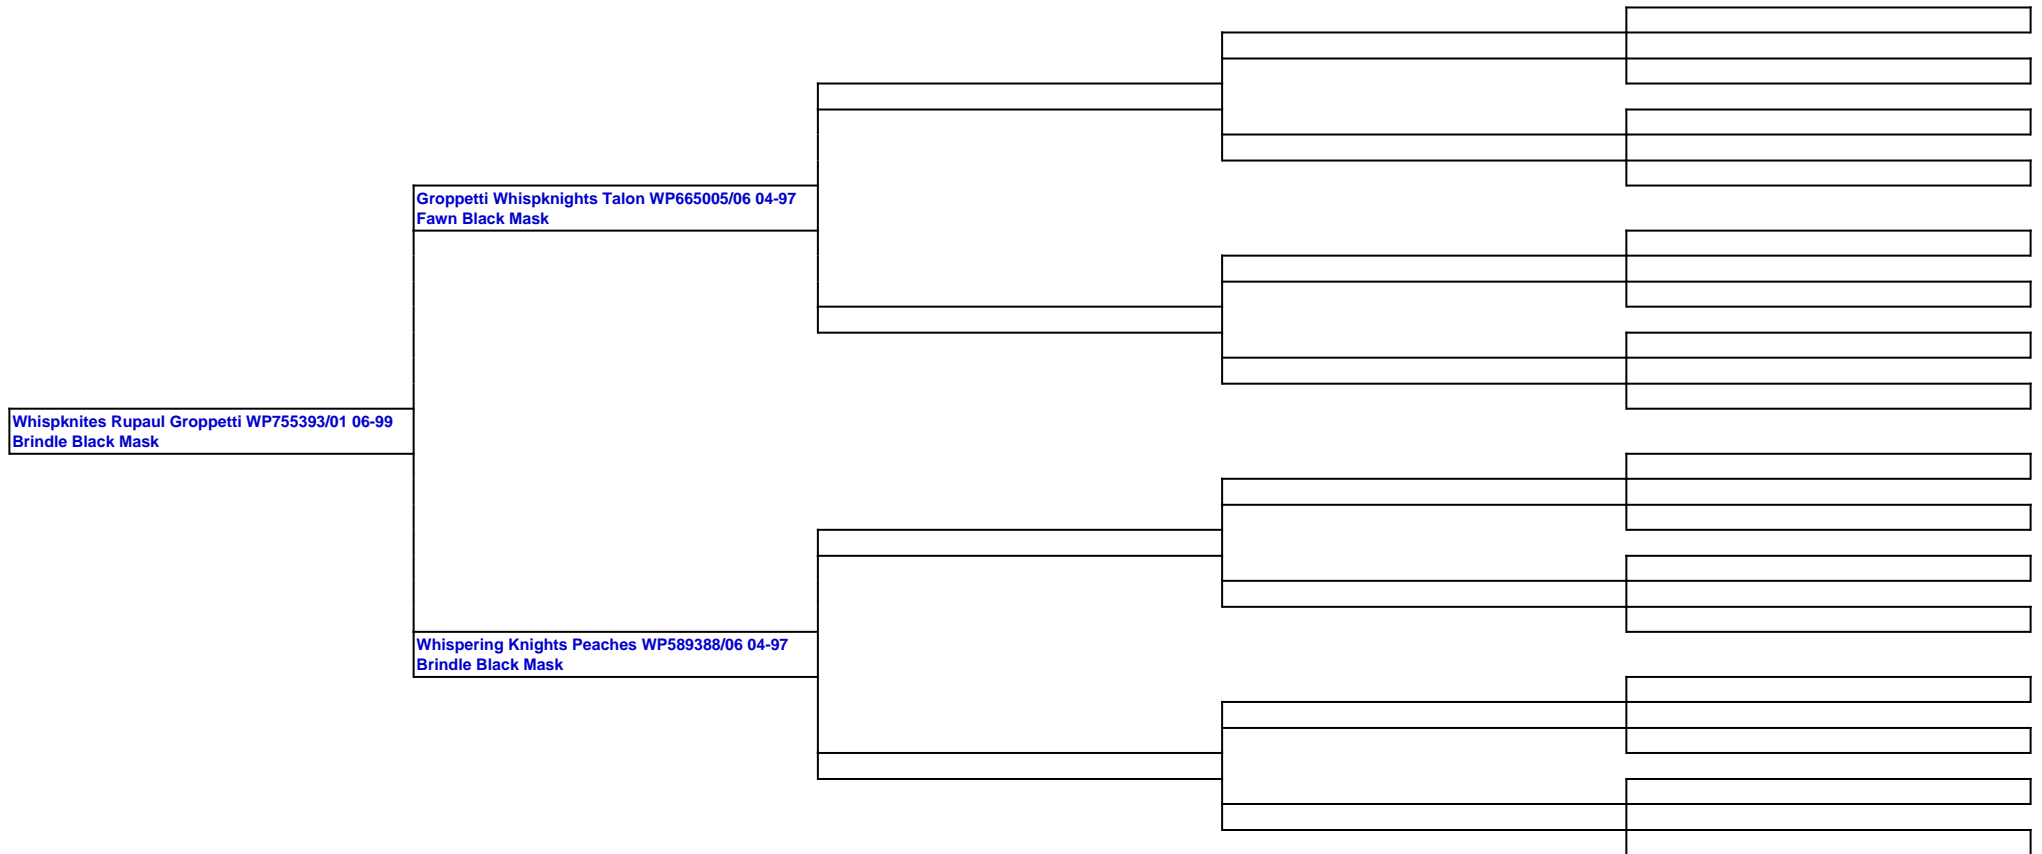 Groppetti Whispknights Talon WP665005/06 04-97
Fawn Black Mask
Whispknites Rupaul Groppetti WP755393/01 06-99
Brindle Black Mask
Whispering Knights Peaches WP589388/06 04-97
Brindle Black Mask